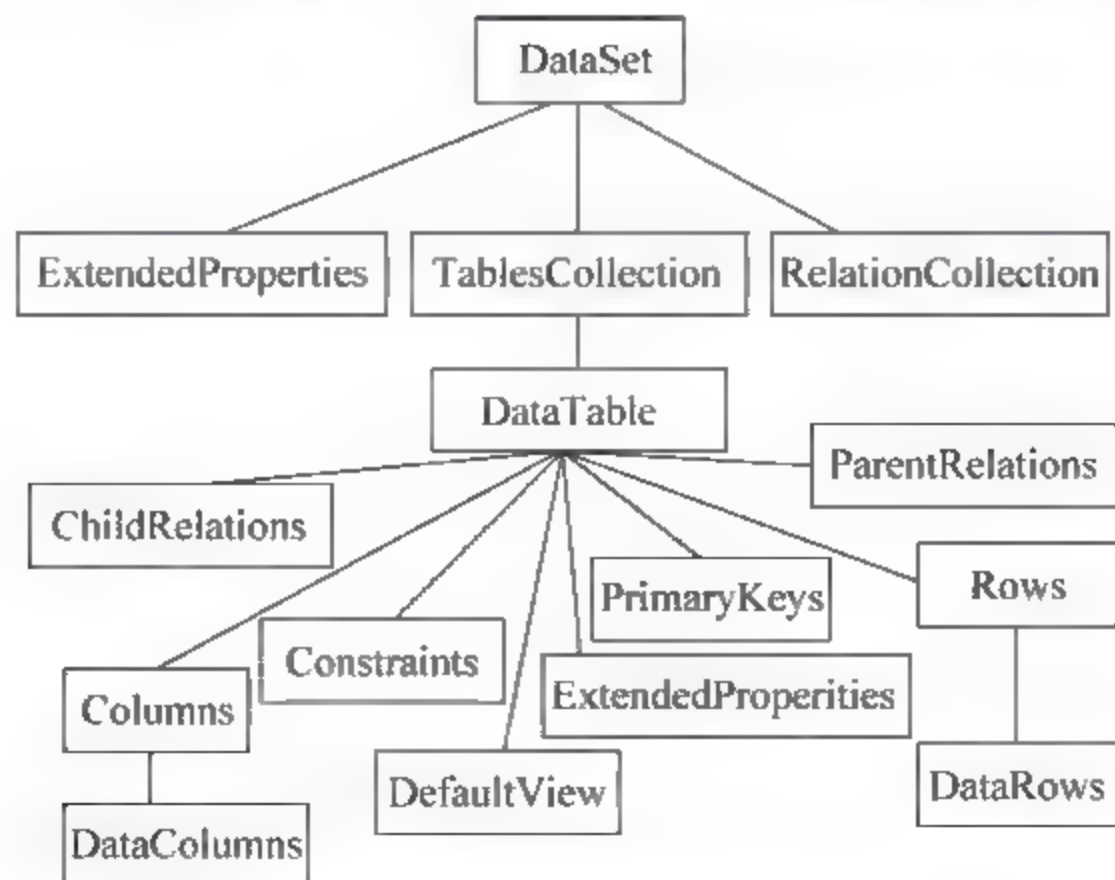 DataSet
ExtendedProperties
TablesCollection
RelationCollection
DataTable
ParentRelations
ChildRelations
Rows
PrimaryKeys
Constraints
ExtendedProperities
Columns
DefaultView
DataRows
DataColumns